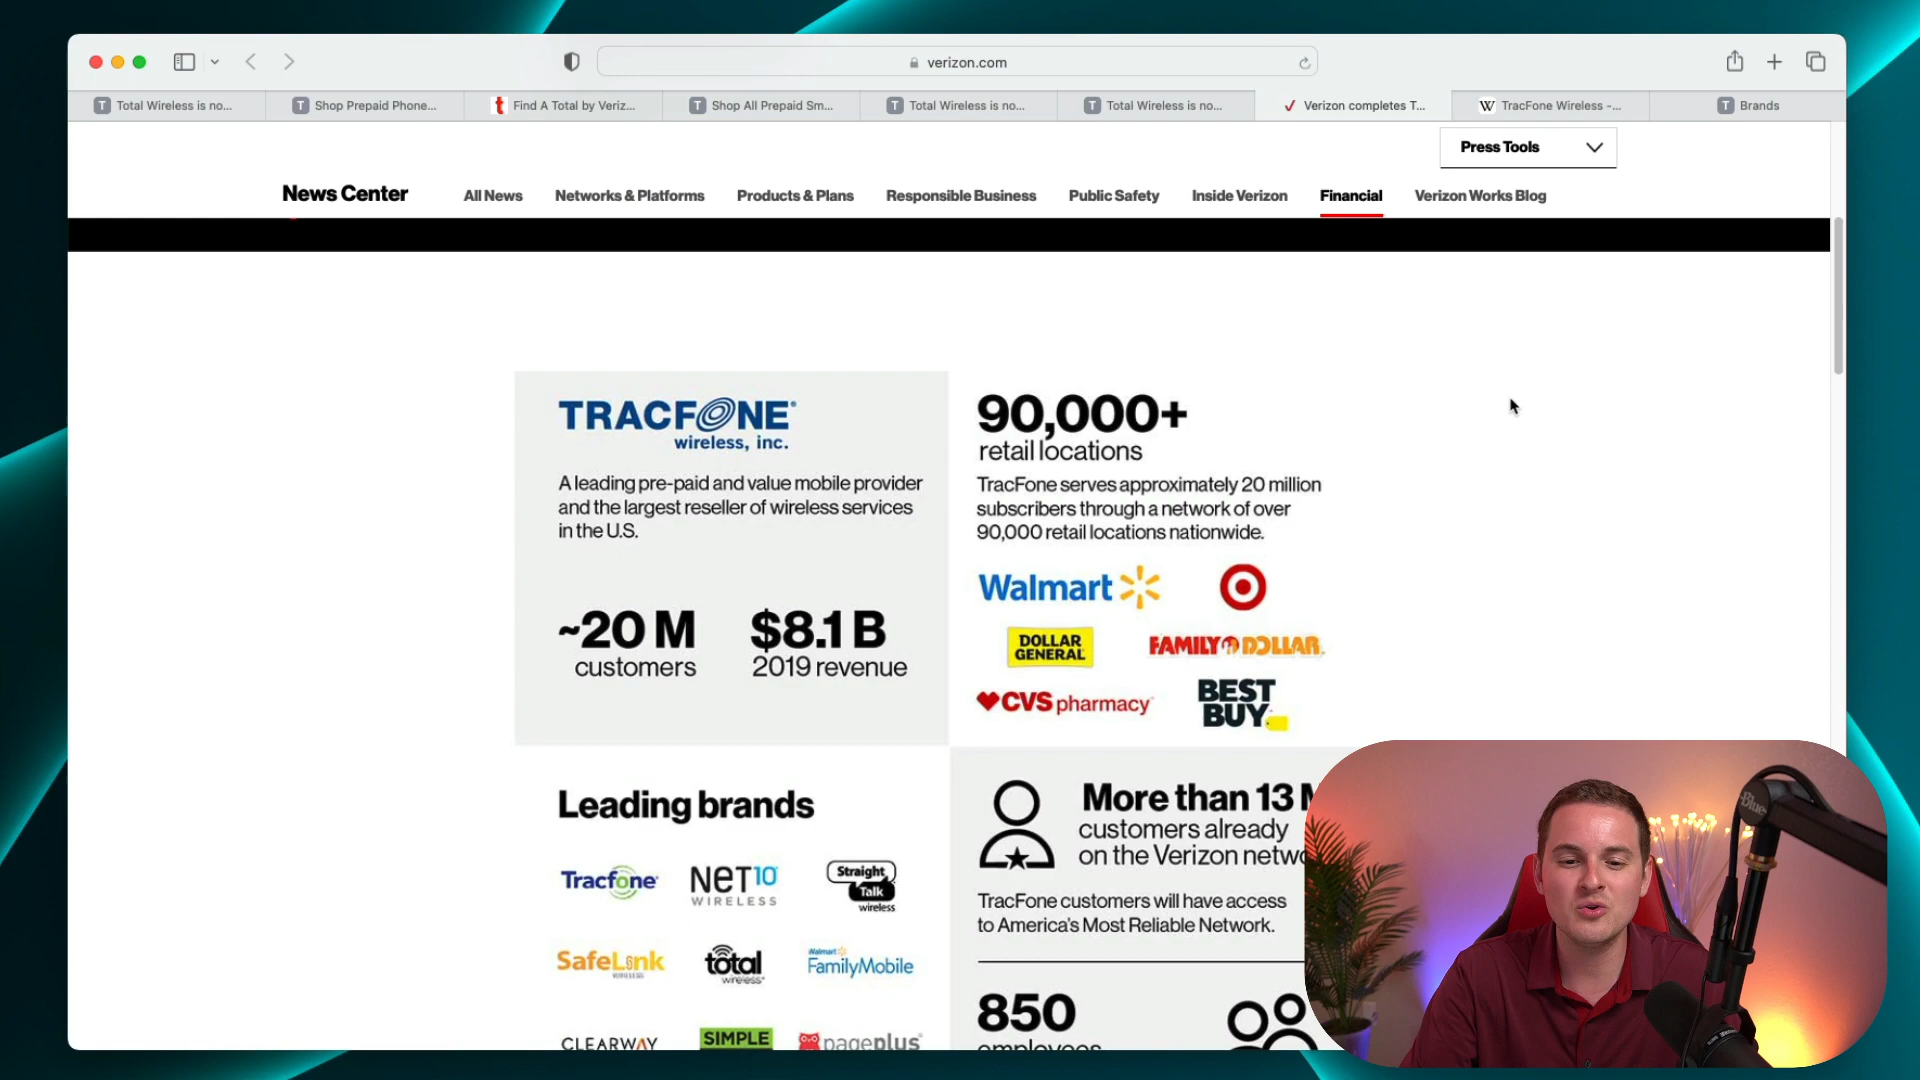 verizon.com
T Total Wireless is no...
T Shop Prepaid Phone...
t Find A Total by Veriz...
T Shop All Prepaid Sm...
T Total Wireless is no...
T Total Wireless is no...
Verizon completes T...
W TracFone Wireless -...
T Brands
Press Tools
News Center
All News
Networks & Platforms
Products & Plans
Responsible Business
Public Safety
Inside Verizon
Financial
Verizon Works Blog
TRACFONE
wireless, inc.
A leading pre-paid and value mobile provider
and the largest reseller of wireless services
in the U.S.
~20 M
customers
$8.1 B
2019 revenue
90,000+
retail locations
TracFone serves approximately 20 million
subscribers through a network of over
90,000 retail locations nationwide.
Walmart
DOLLAR
GENERAL
FAMILY DOLLAR
CVS pharmacy
BEST
BUY
Leading brands
Tracfone
NET10
WIRELESS
Straight
Talk
wireless
SafeLink
WIRELESS
total
wireless
Walmart
FamilyMobile
CLEARWAY
SIMPLE
pageplus
More than 13 M
customers already
on the Verizon netwo
TracFone customers will have access
to America's Most Reliable Network.
850
employees
Blue